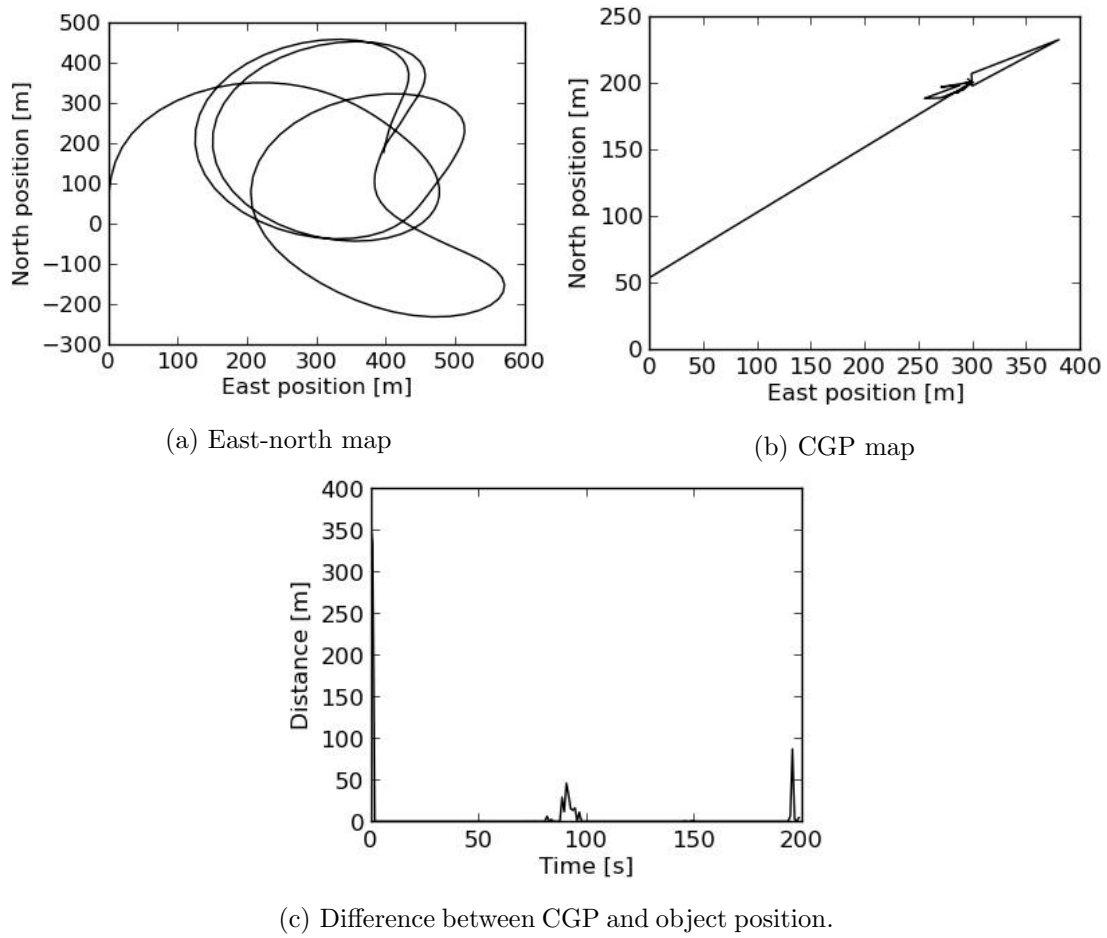 500
400
300
200
100
0
−100
−200
−300
0 100 200 300 400 500 600
North position [m]
East position [m]
(a) East-north map
250
200
150
100
50
0
0 50 100 150 200 250 300 350 400
North position [m]
East position [m]
(b) CGP map
400
350
300
250
200
150
100
50
0
0 50 100 150 200
Distance [m]
Time [s]
(c) Difference between CGP and object position.